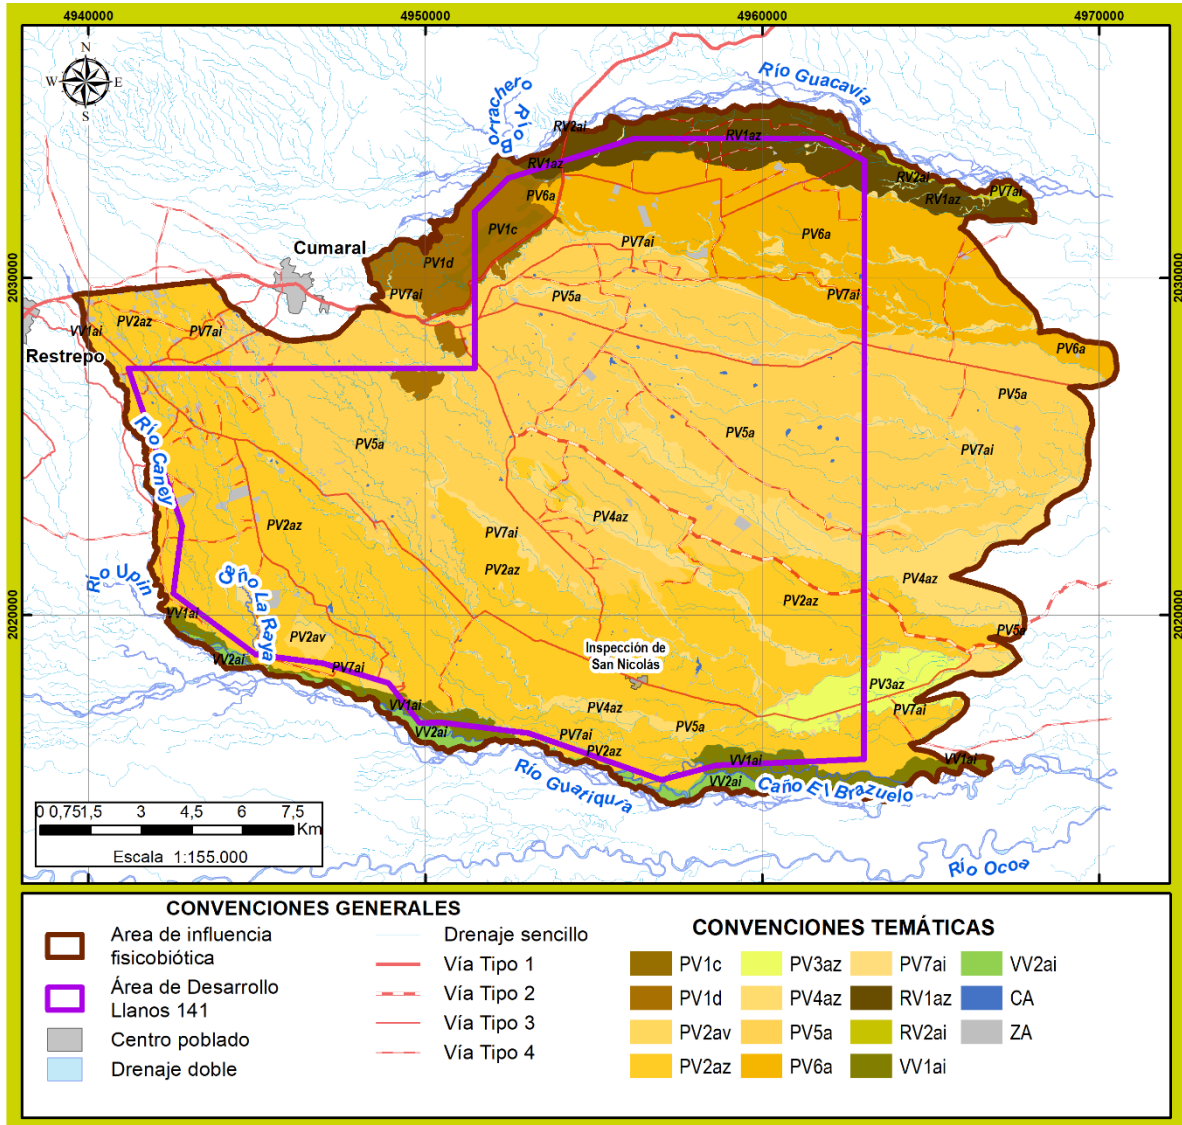 4940000
4950000
4960000
4970000
N
W
E
S
2030000
2020000
2030000
2020000
Río Guacavía
Río Borrachero
RV2ai
RV1az
RV1az
RV2ai
RV1az
PV7ai
PV6a
PV1c
PV1d
PV7ai
PV6a
PV7ai
Cumaral
PV5a
PV7ai
VV1ai
PV2az
PV7ai
Restrepo
PV6a
PV5a
Río Caney
PV5a
PV5a
PV7ai
PV2az
PV4az
PV7ai
PV2az
Río Upin
Caño La Raya
PV4az
PV2az
VV1ai
PV2av
PV5a
VV2ai
PV7ai
Inspección de
San Nicolás
PV3az
VV1ai
PV4az
PV7ai
VV2ai
PV5a
PV7ai
PV2az
VV1ai
VV1ai
VV2ai
Río Guatiquía
Caño El Brazuelo
Río Ocoa
0 0,75 1,5 3 4,5 6 7,5
Km
Escala 1:155.000
CONVENCIONES GENERALES
Area de influencia
fisicobiótica
Área de Desarrollo
Llanos 141
Centro poblado
Drenaje doble
Drenaje sencillo
Vía Tipo 1
Vía Tipo 2
Vía Tipo 3
Vía Tipo 4
CONVENCIONES TEMÁTICAS
PV1c
PV1d
PV2av
PV2az
PV3az
PV4az
PV5a
PV6a
PV7ai
RV1az
RV2ai
VV1ai
VV2ai
CA
ZA